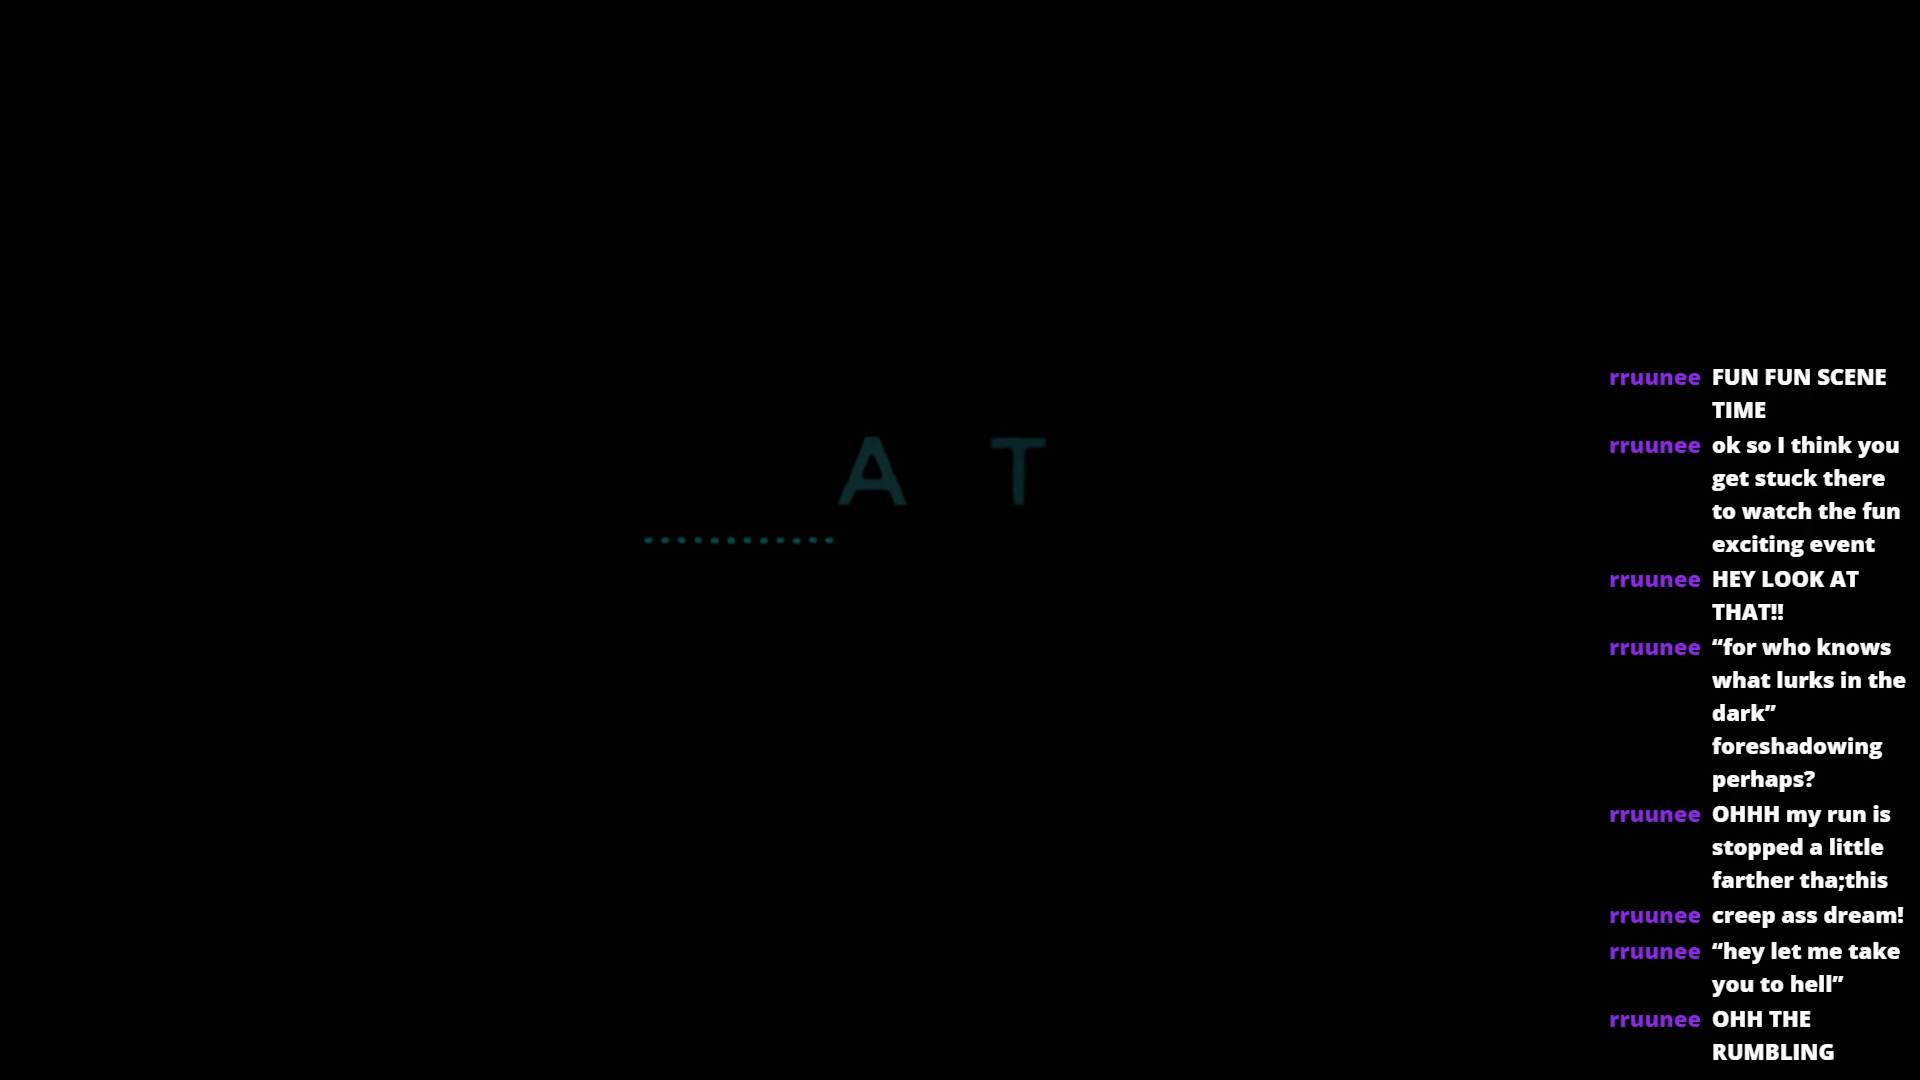 A T
............
rruunee FUN FUN SCENE
TIME
rruunee ok so I think you
get stuck there
to watch the fun
exciting event
rruunee HEY LOOK AT
THAT!!
rruunee “for who knows
what lurks in the
dark”
foreshadowing
perhaps?
rruunee OHHH my run is
stopped a little
farther tha;this
rruunee creep ass dream!
rruunee “hey let me take
you to hell”
rruunee OHH THE
RUMBLING